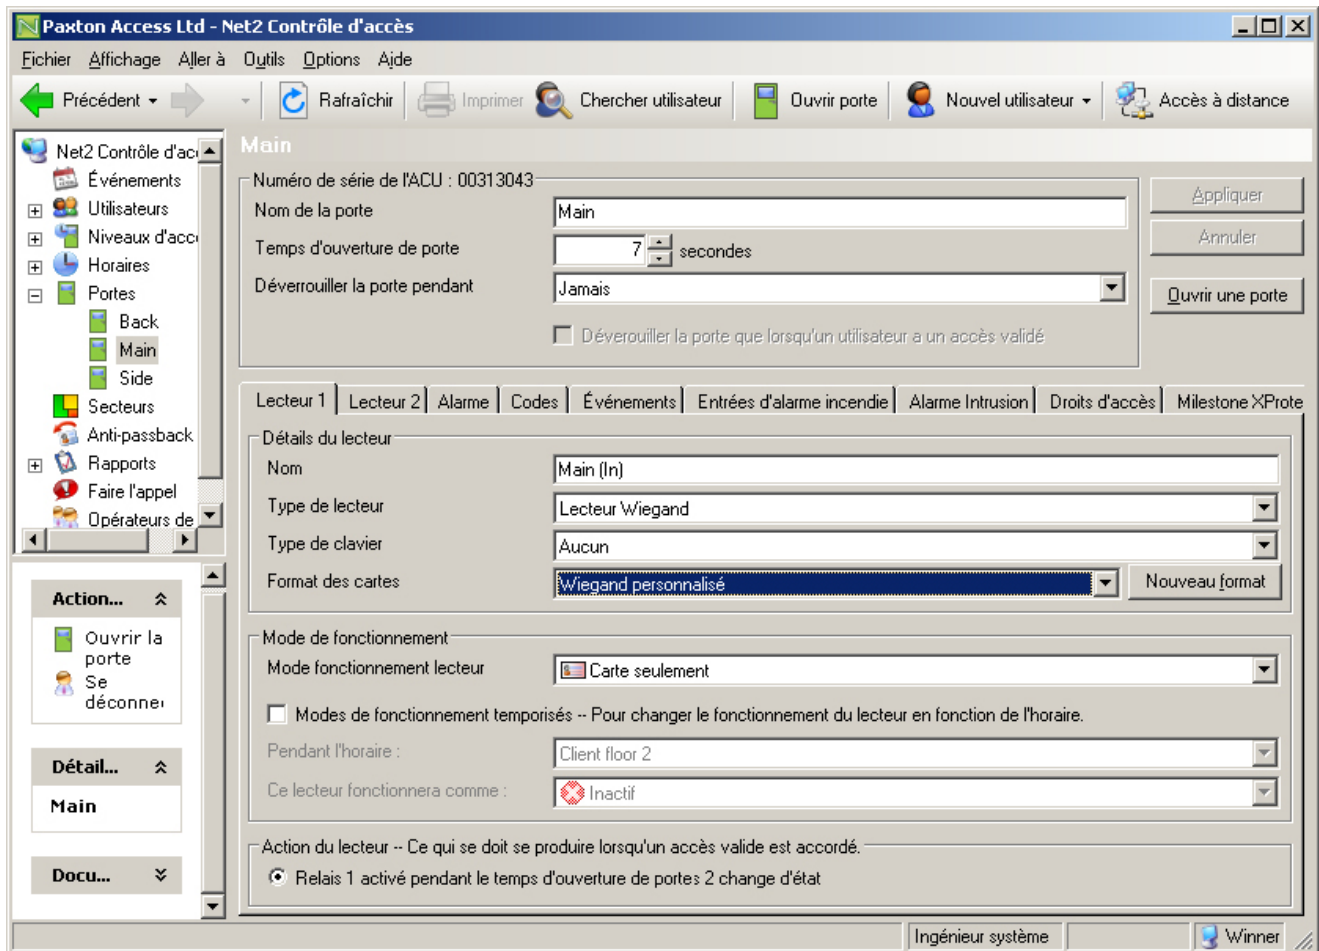 Paxton Access Ltd - Net2 Contrôle d'accès
Fichier Affichage Aller à Outils Options Aide
Précédent Rafraîchir Imprimer Chercher utilisateur Ouvrir porte Nouvel utilisateur Accès à distance
Net2 Contrôle d'acc
Événements
Utilisateurs
Niveaux d'accè
Horaires
Portes
Back
Main
Side
Secteurs
Anti-passback
Rapports
Faire l'appel
Opérateurs de
Action...
Ouvrir la
porte
Se
déconne
Détail...
Main
Docu...
Main
Numéro de série de l'ACU : 00313043
Nom de la porte Main
Temps d'ouverture de porte 7 secondes
Déverrouiller la porte pendant Jamais
Déverouiller la porte que lorsqu'un utilisateur a un accès validé
Appliquer
Annuler
Ouvrir une porte
Lecteur 1 Lecteur 2 Alarme Codes Événements Entrées d'alarme incendie Alarme Intrusion Droits d'accès Milestone XProte
Détails du lecteur
Nom Main (In)
Type de lecteur Lecteur Wiegand
Type de clavier Aucun
Format des cartes Wiegand personnalisé Nouveau format
Mode de fonctionnement
Mode fonctionnement lecteur Carte seulement
Modes de fonctionnement temporisés -- Pour changer le fonctionnement du lecteur en fonction de l'horaire.
Pendant l'horaire : Client floor 2
Ce lecteur fonctionnera comme : Inactif
Action du lecteur -- Ce qui se doit se produire lorsqu'un accès valide est accordé.
Relais 1 activé pendant le temps d'ouverture de portes 2 change d'état
Ingénieur système Winner